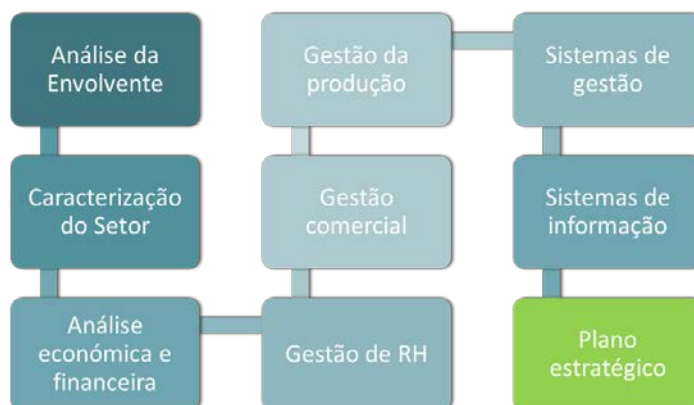 Análise da
Envolvente
Caracterização
do Setor
Análise
económica e
financeira
Gestão de RH
Gestão
comercial
Gestão da
produção
Sistemas de
gestão
Sistemas de
informação
Plano
estratégico